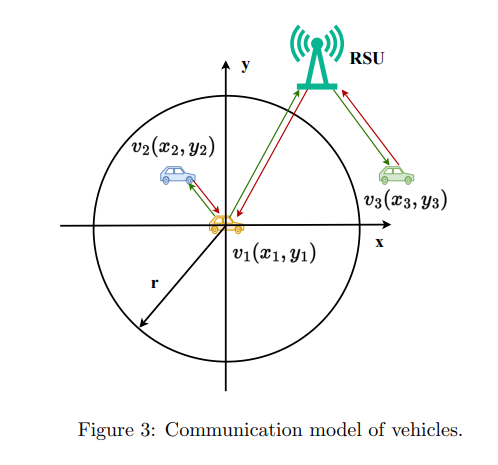 y
RSU
v₂(x₂, y₂)
v₃(x₃, y₃)
x
v₁(x₁, y₁)
r
Figure 3: Communication model of vehicles.